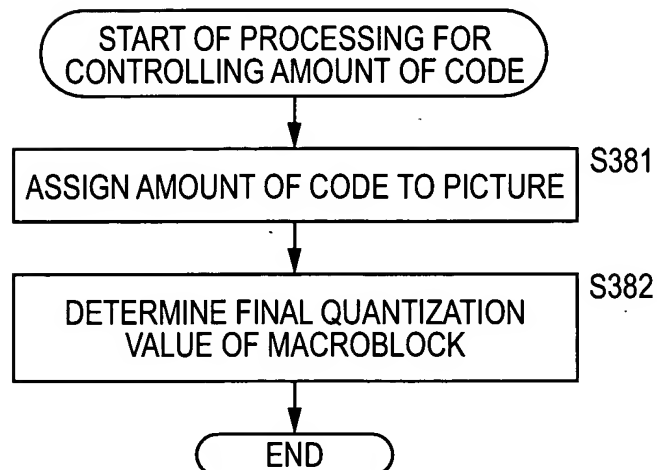 START OF PROCESSING FOR
CONTROLLING AMOUNT OF CODE
S381
ASSIGN AMOUNT OF CODE TO PICTURE
S382
DETERMINE FINAL QUANTIZATION
VALUE OF MACROBLOCK
END